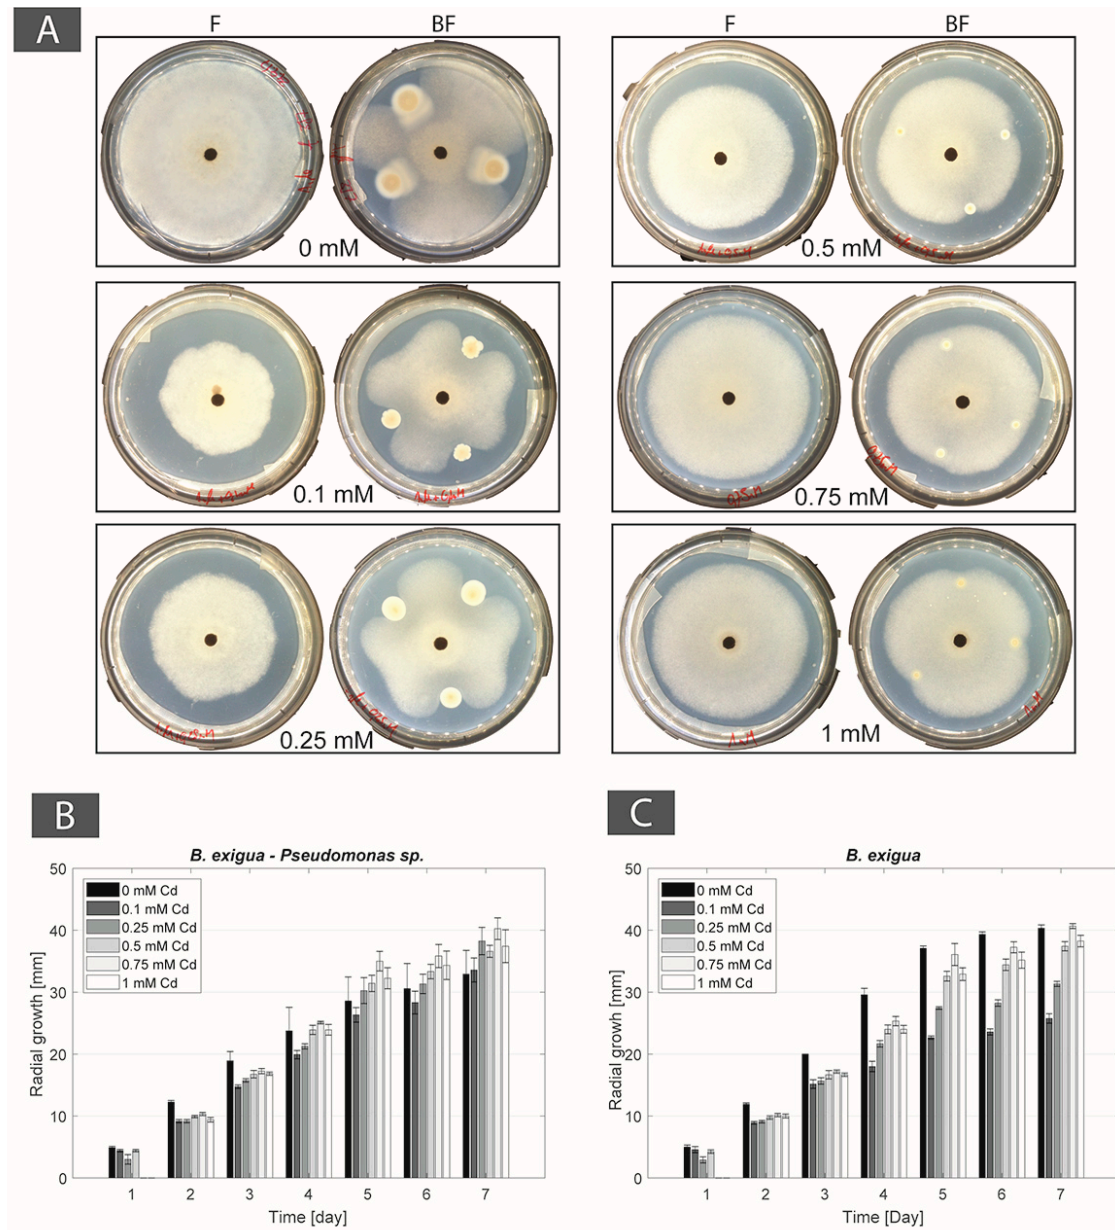 A
F BF
F BF
0 mM
0.5 mM
0.1 mM
0.75 mM
0.25 mM
1 mM
B
B. exigua - Pseudomonas sp.
Radial growth [mm]
50
40
30
20
10
0
0 mM Cd
0.1 mM Cd
0.25 mM Cd
0.5 mM Cd
0.75 mM Cd
1 mM Cd
1 2 3 4 5 6 7
Time [day]
C
B. exigua
Radial growh [mm]
50
40
30
20
10
0
0 mM Cd
0.1 mM Cd
0.25 mM Cd
0.5 mM Cd
0.75 mM Cd
1 mM Cd
1 2 3 4 5 6 7
Time [Day]